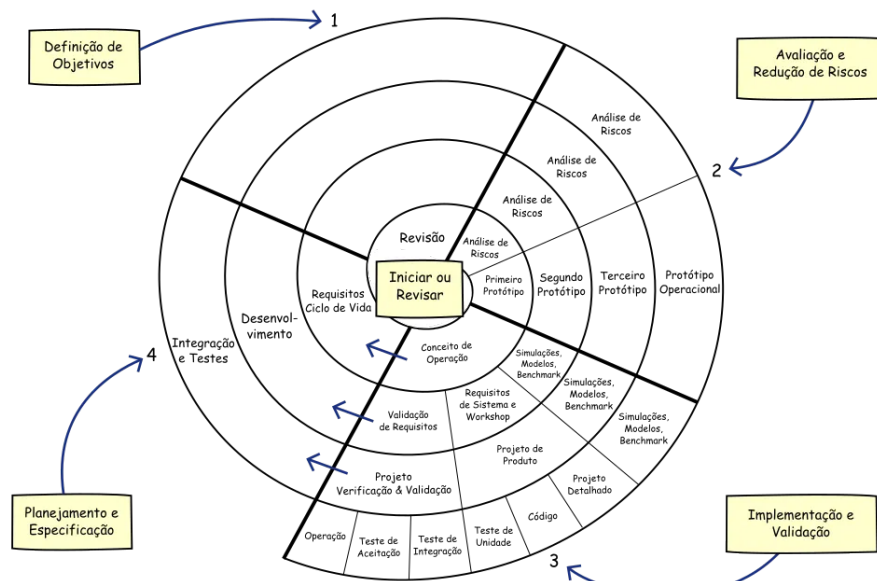 1
Definição de
Objetivos
Avaliação e
Redução de Riscos
2
Análise de
Riscos
Análise de
Riscos
Análise de
Riscos
Análise de
Riscos
Revisão
Iniciar ou
Revisar
Primeiro
Protótipo
Segundo
Protótipo
Terceiro
Protótipo
Protótipo
Operacional
Requisitos
Ciclo de Vida
Desenvol-
vimento
Integração
e Testes
4
Conceito de
Operação
Simulações,
Modelos,
Benchmark
Simulações,
Modelos,
Benchmark
Simulações,
Modelos,
Benchmark
Validação
de Requisitos
Requisitos
de Sistema e
Workshop
Projeto de
Produto
Projeto
Verificação & Validação
Projeto
Detalhado
Código
Teste de
Unidade
Teste de
Integração
Teste de
Aceitação
Operação
3
Planejamento e
Especificação
Implementação e
Validação